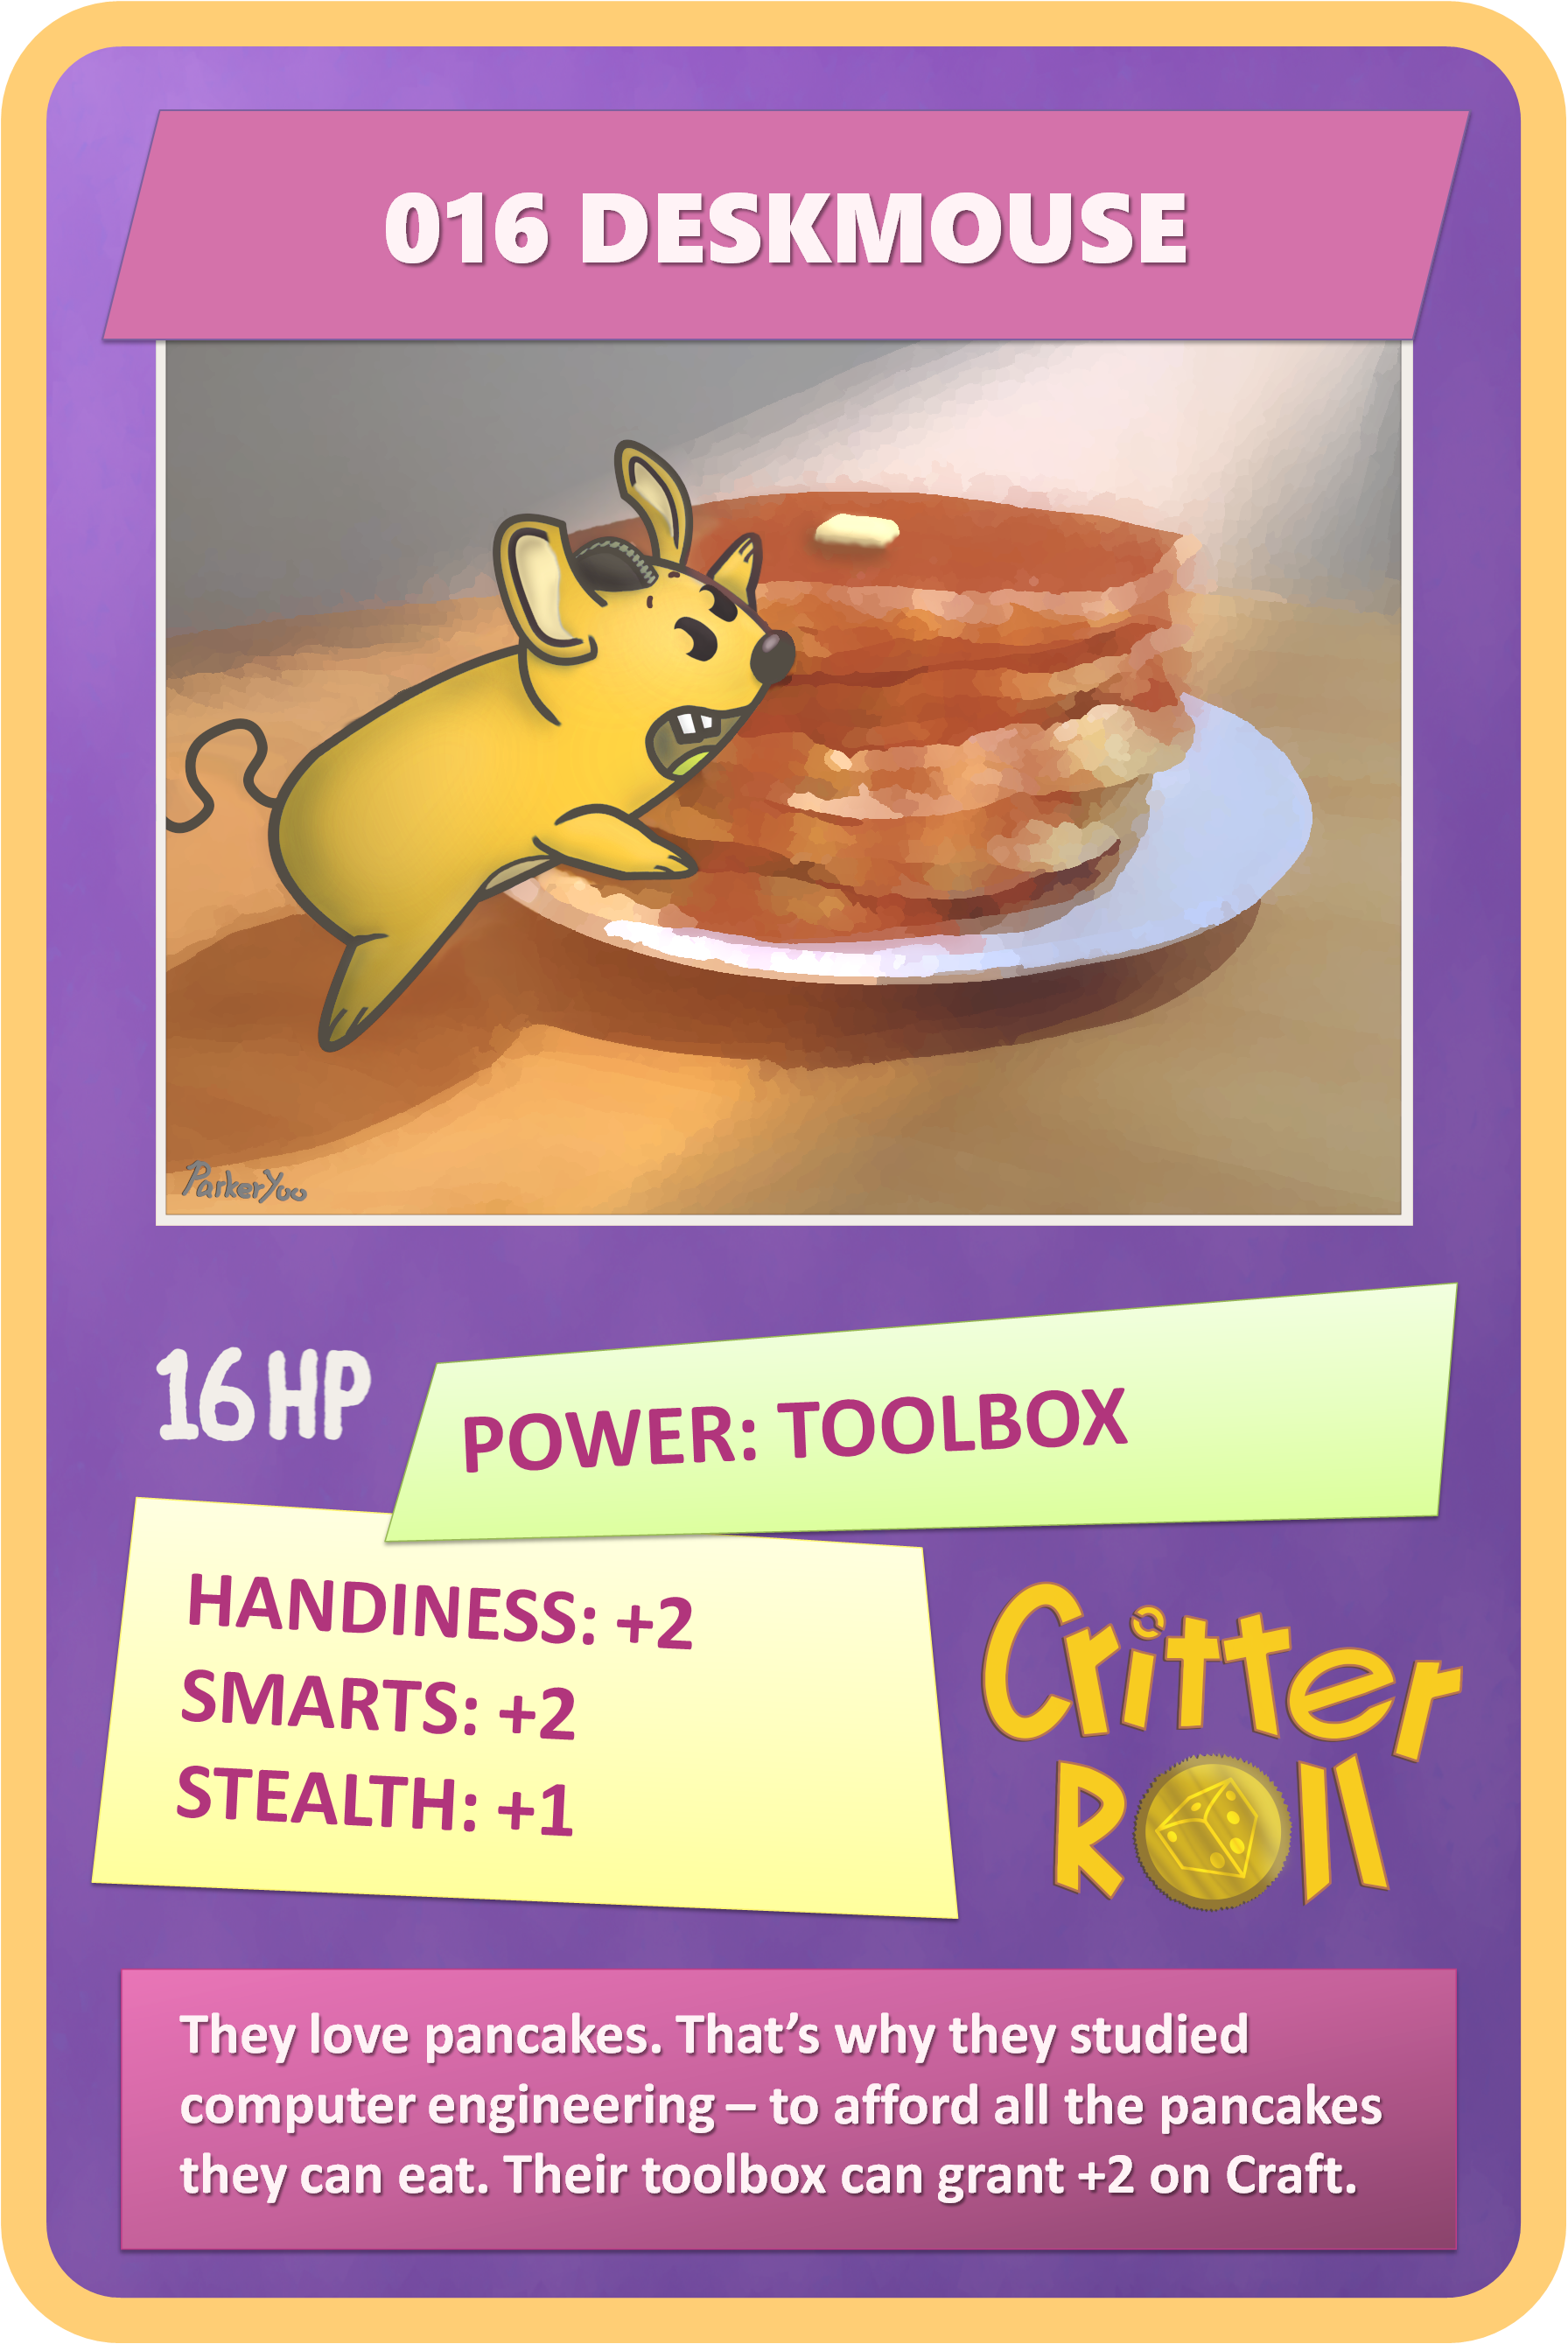 016 DESKMOUSE
ParkerYoo
16 HP
POWER: TOOLBOX
HANDINESS: +2
SMARTS: +2
STEALTH: +1
Critter
Roll
They love pancakes. That’s why they studied
computer engineering – to afford all the pancakes
they can eat. Their toolbox can grant +2 on Craft.